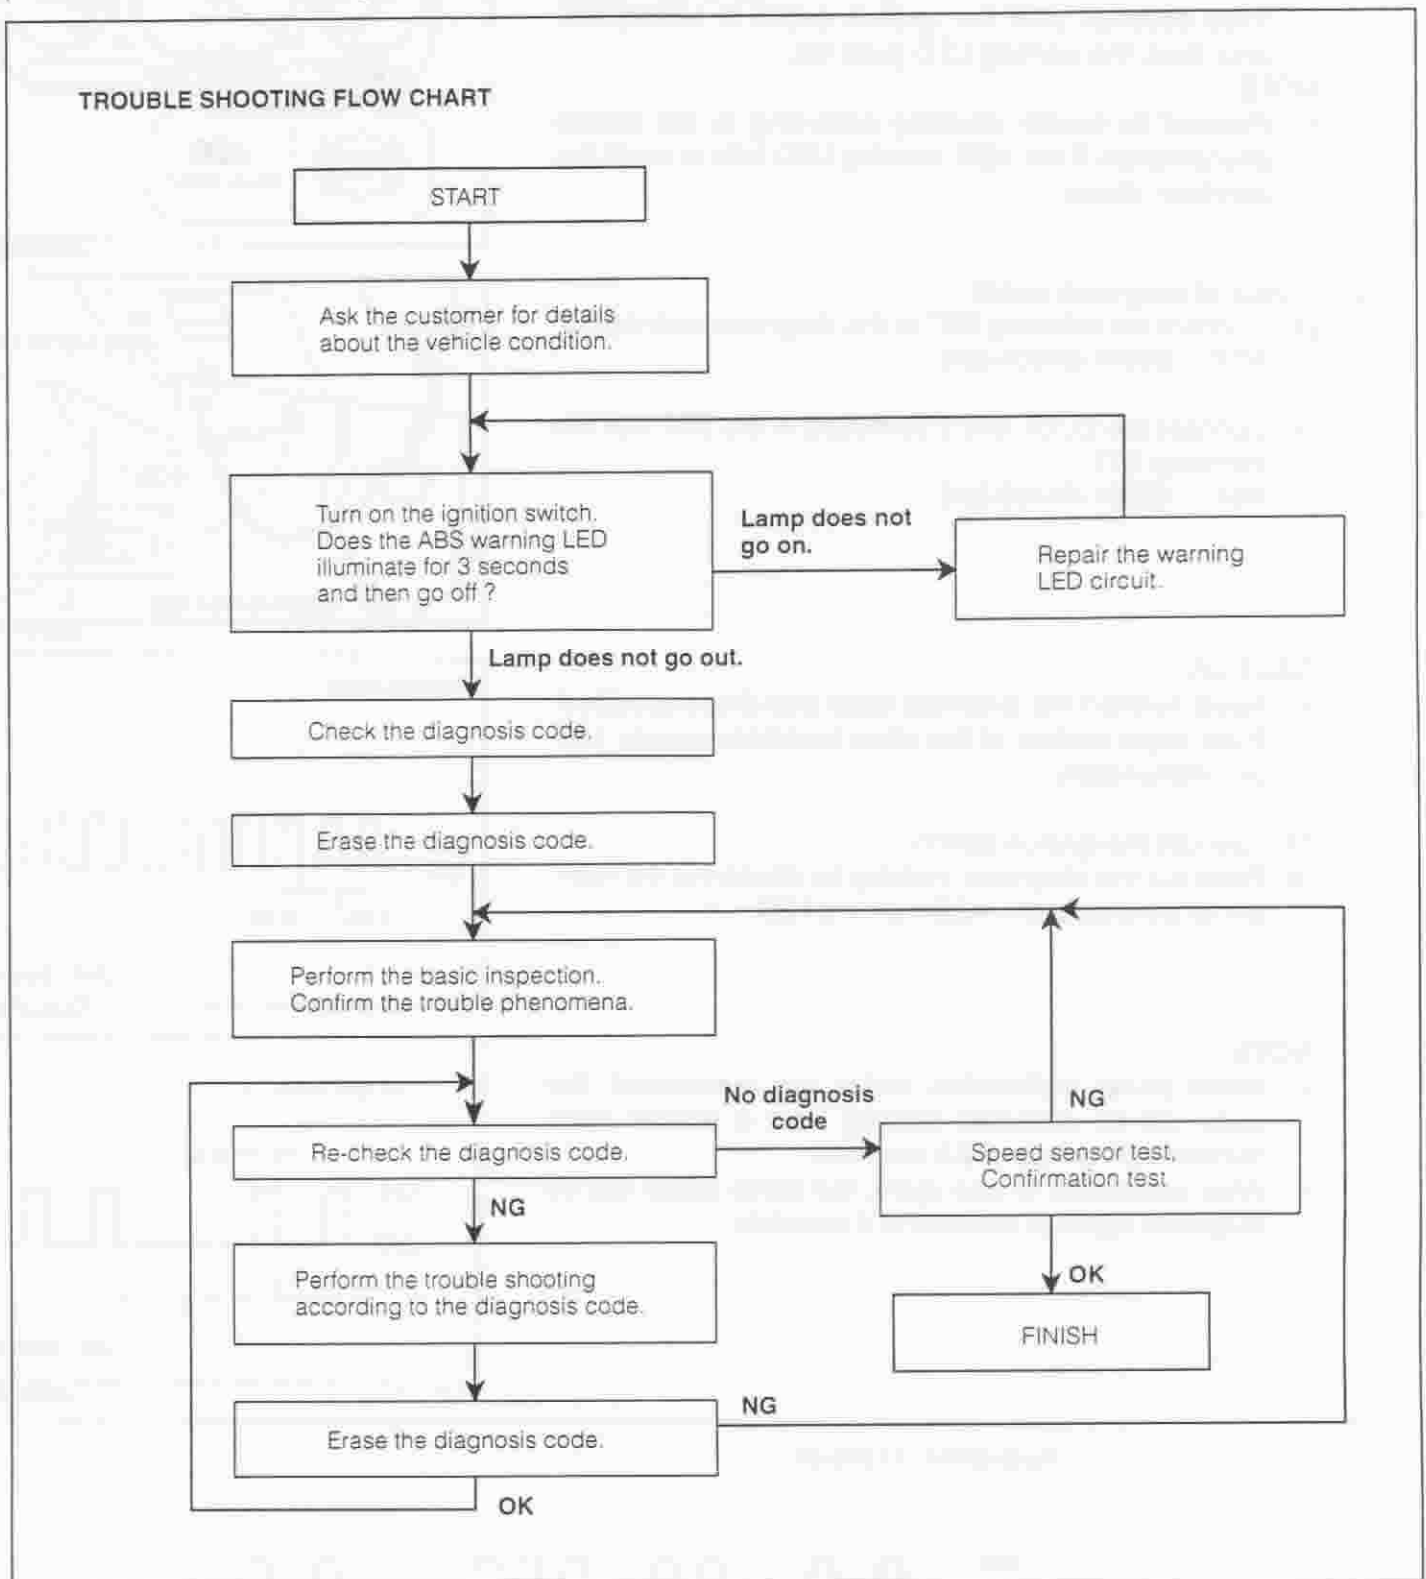 TROUBLE SHOOTING FLOW CHART
START
Ask the customer for details
about the vehicle condition.
Turn on the ignition switch.
Does the ABS warning LED
illuminate for 3 seconds
and then go off ?
Lamp does not
go on.
Repair the warning
LED circuit.
Lamp does not go out.
Check the diagnosis code.
Erase the diagnosis code.
Perform the basic inspection.
Confirm the trouble phenomena.
No diagnosis
code
NG
Re-check the diagnosis code.
Speed sensor test,
Confirmation test
NG
Perform the trouble shooting
according to the diagnosis code.
OK
FINISH
Erase the diagnosis code.
NG
OK